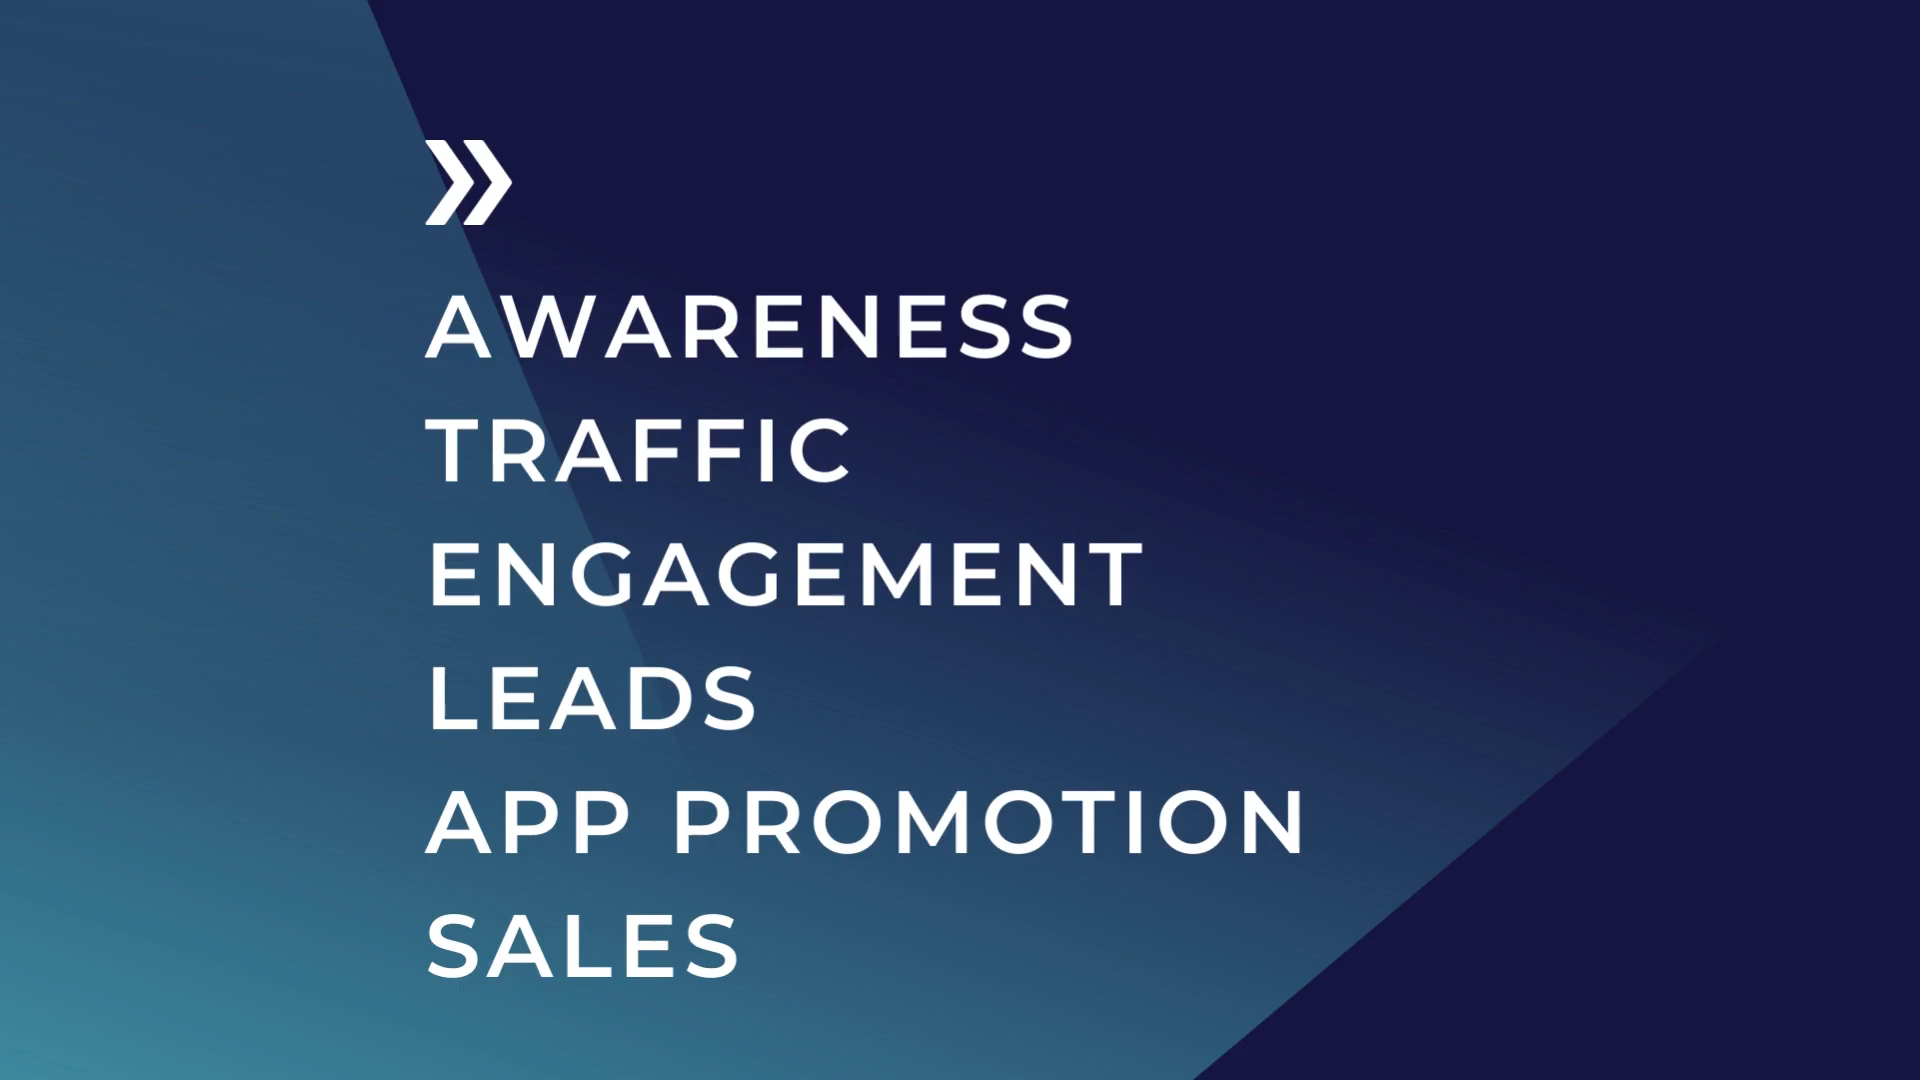 AWARENESS
TRAFFIC
ENGAGEMENT
LEADS
APP PROMOTION
SALES